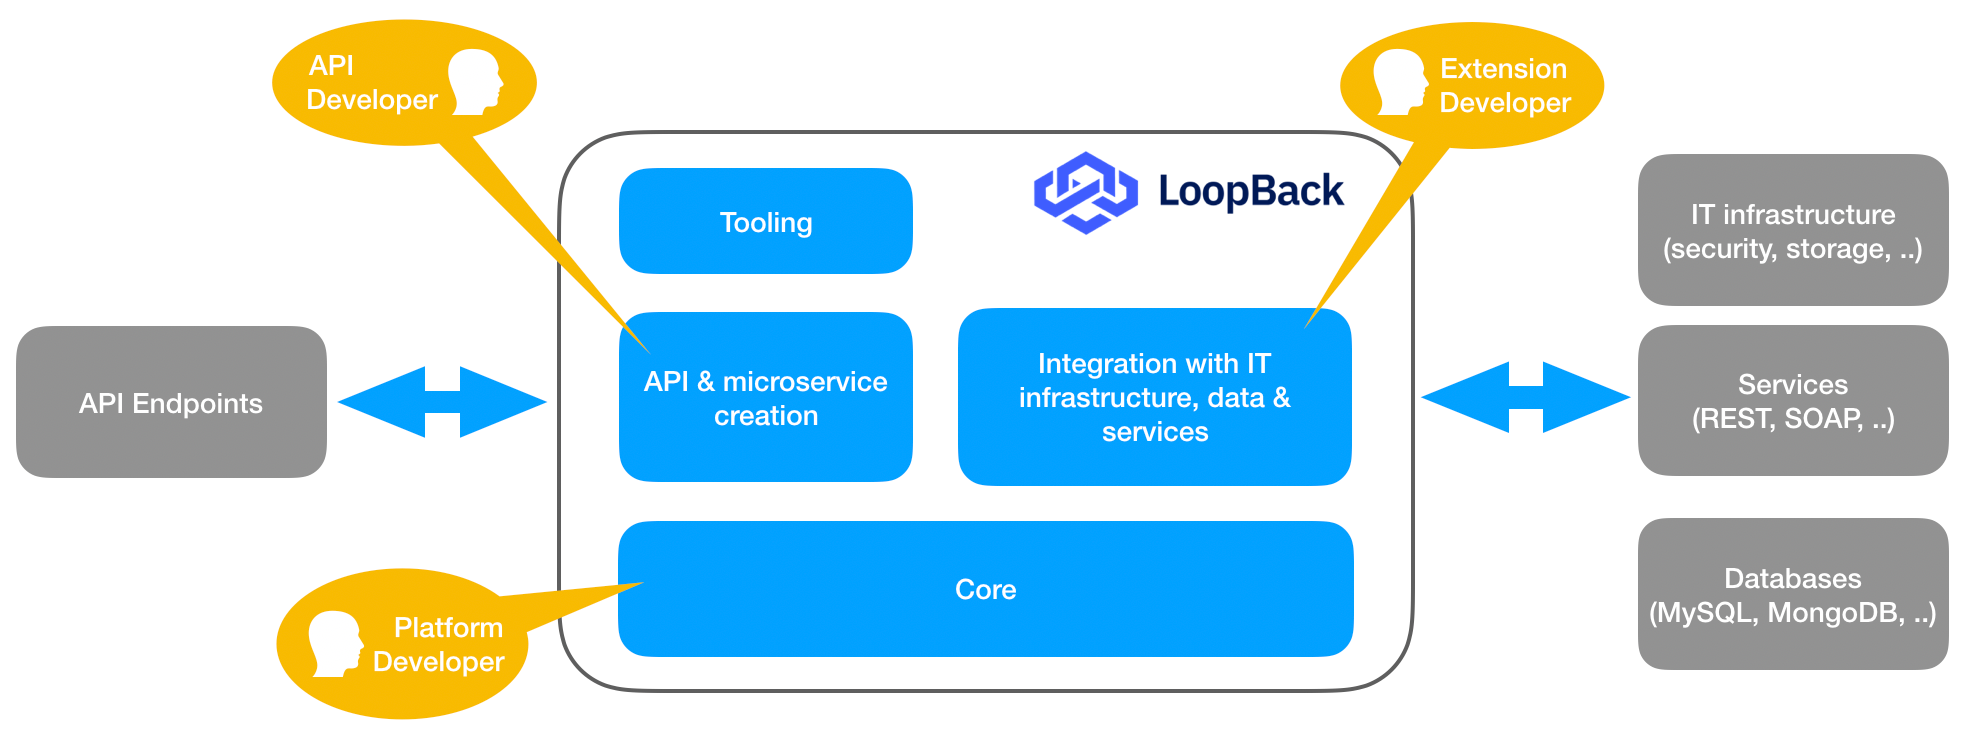 API
Developer
Extension
Developer
Tooling
LoopBack
IT infrastructure
(security, storage, ..)
API Endpoints
API & microservice
creation
Integration with IT
infrastructure, data &
services
Services
(REST, SOAP, ..)
Core
Platform
Developer
Databases
(MySQL, MongoDB, ..)